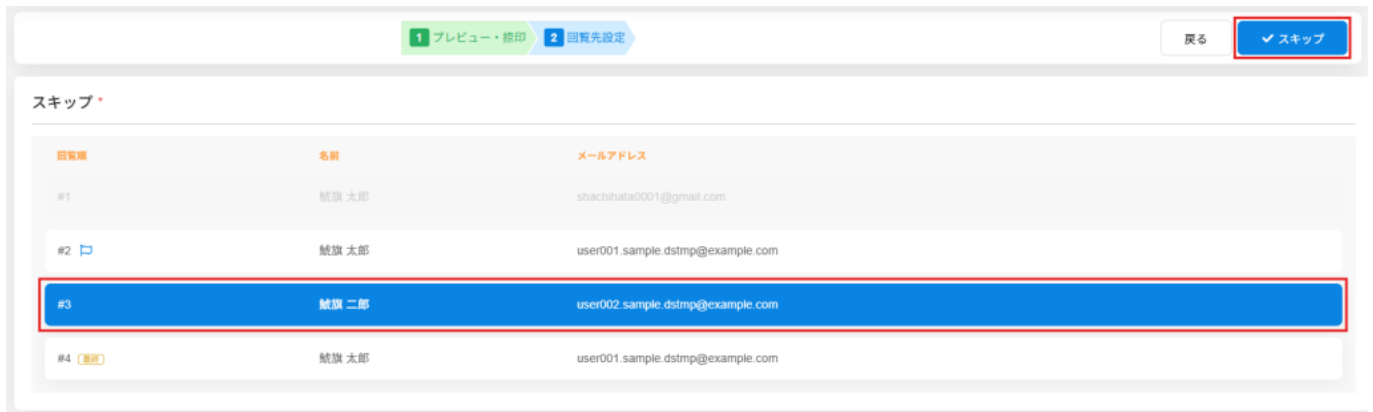 1 プレビュー・捺印 2 回覧先設定 戻る スキップ
スキップ *
回覧順 名前 メールアドレス
#1 鯱旗 太郎 shachihata0001@gmail.com
#2 鯱旗 太郎 user001.sample.dstmp@example.com
#3 鯱旗 二郎 user002.sample.dstmp@example.com
#4 最終 鯱旗 太郎 user001.sample.dstmp@example.com